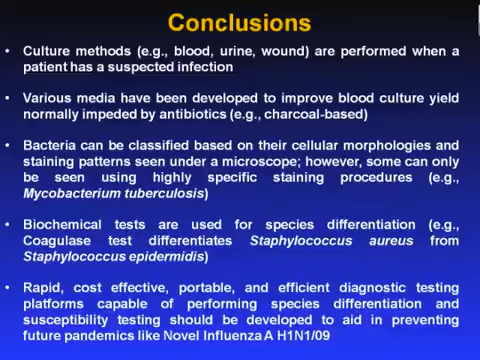 Conclusions
• Culture methods (e.g., blood, urine, wound) are performed when a
patient has a suspected infection
• Various media have been developed to improve blood culture yield
normally impeded by antibiotics (e.g., charcoal-based)
• Bacteria can be classified based on their cellular morphologies and
staining patterns seen under a microscope; however, some can only
be seen using highly specific staining procedures (e.g.,
Mycobacterium tuberculosis)
• Biochemical tests are used for species differentiation (e.g.,
Coagulase test differentiates Staphylococcus aureus from
Staphylococcus epidermidis)
• Rapid, cost effective, portable, and efficient diagnostic testing
platforms capable of performing species differentiation and
susceptibility testing should be developed to aid in preventing
future pandemics like Novel Influenza A H1N1/09